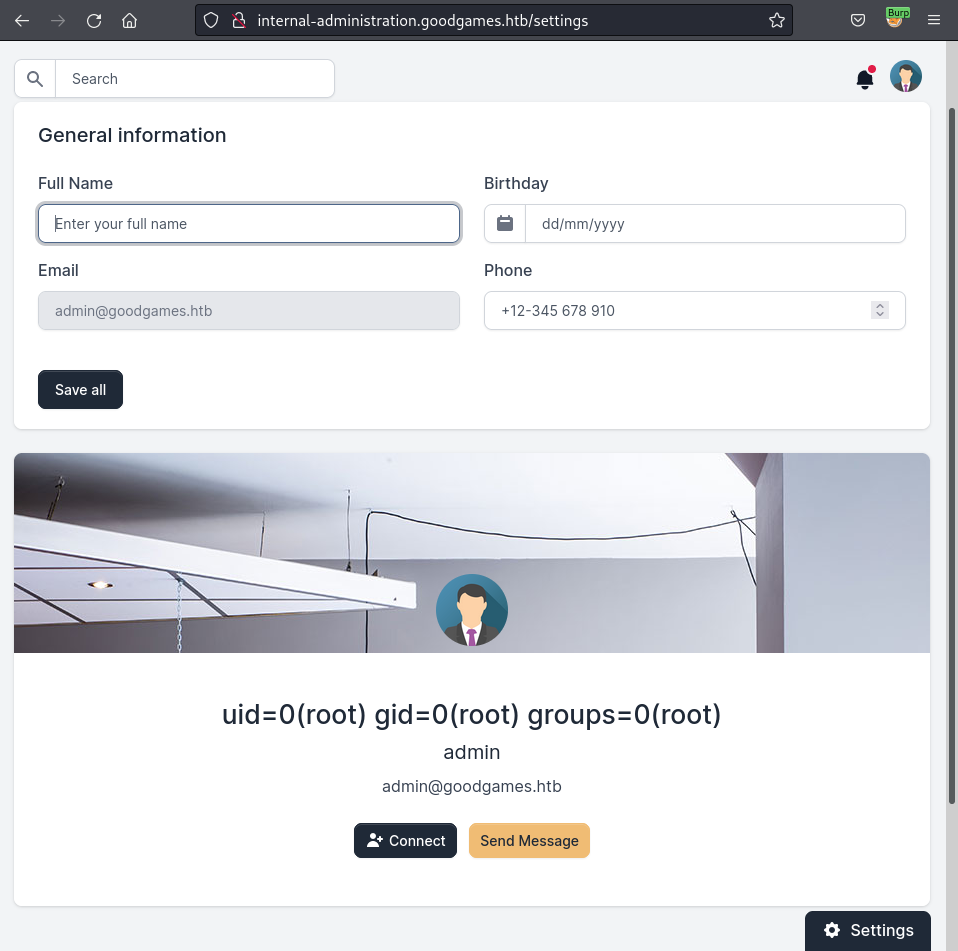 Burp
internal-administration.goodgames.htb/settings
Search
General information
Full Name
Birthday
Enter your full name
dd/mm/yyyy
Email
Phone
admin@goodgames.htb
+12-345 678 910
Save all
uid=0(root) gid=0(root) groups=0(root)
admin
admin@goodgames.htb
Connect
Send Message
Settings